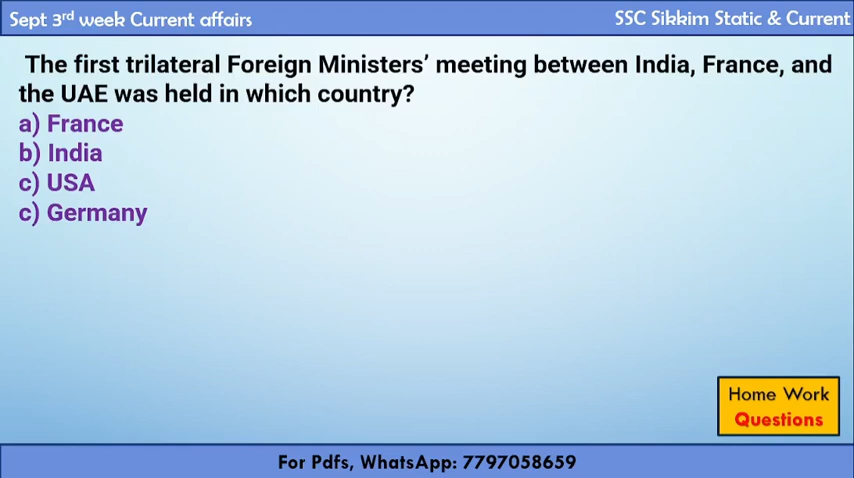 Sept 3rd week Current affairs
SSC Sikkim Static & Current
The first trilateral Foreign Ministers’ meeting between India, France, and
the UAE was held in which country?
a) France
b) India
c) USA
c) Germany
Home Work
Questions
For Pdfs, WhatsApp: 7797058659